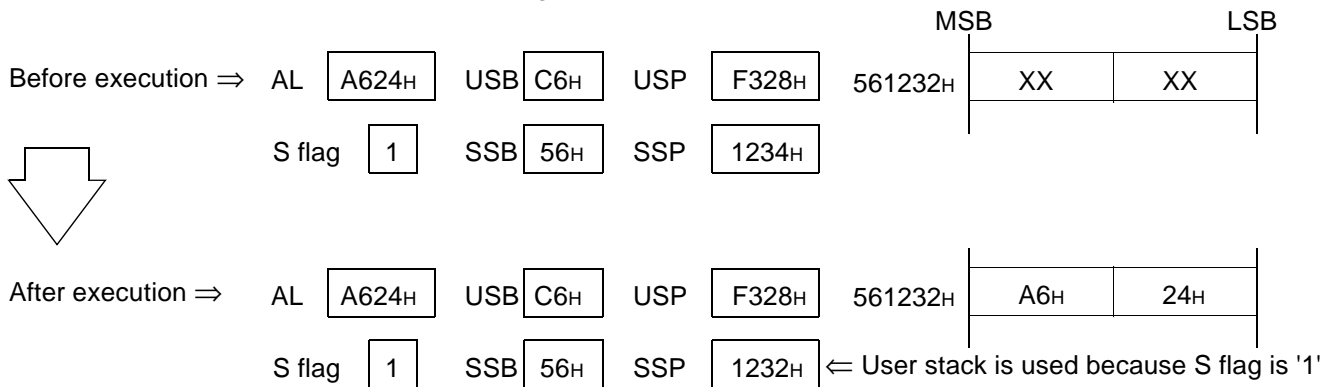 MSB LSB
Before execution ⇒ AL A624H USB C6H USP F328H 561232H XX XX
S flag 1 SSB 56H SSP 1234H
After execution ⇒ AL A624H USB C6H USP F328H 561232H A6H 24H
S flag 1 SSB 56H SSP 1232H ⇐ User stack is used because S flag is '1'